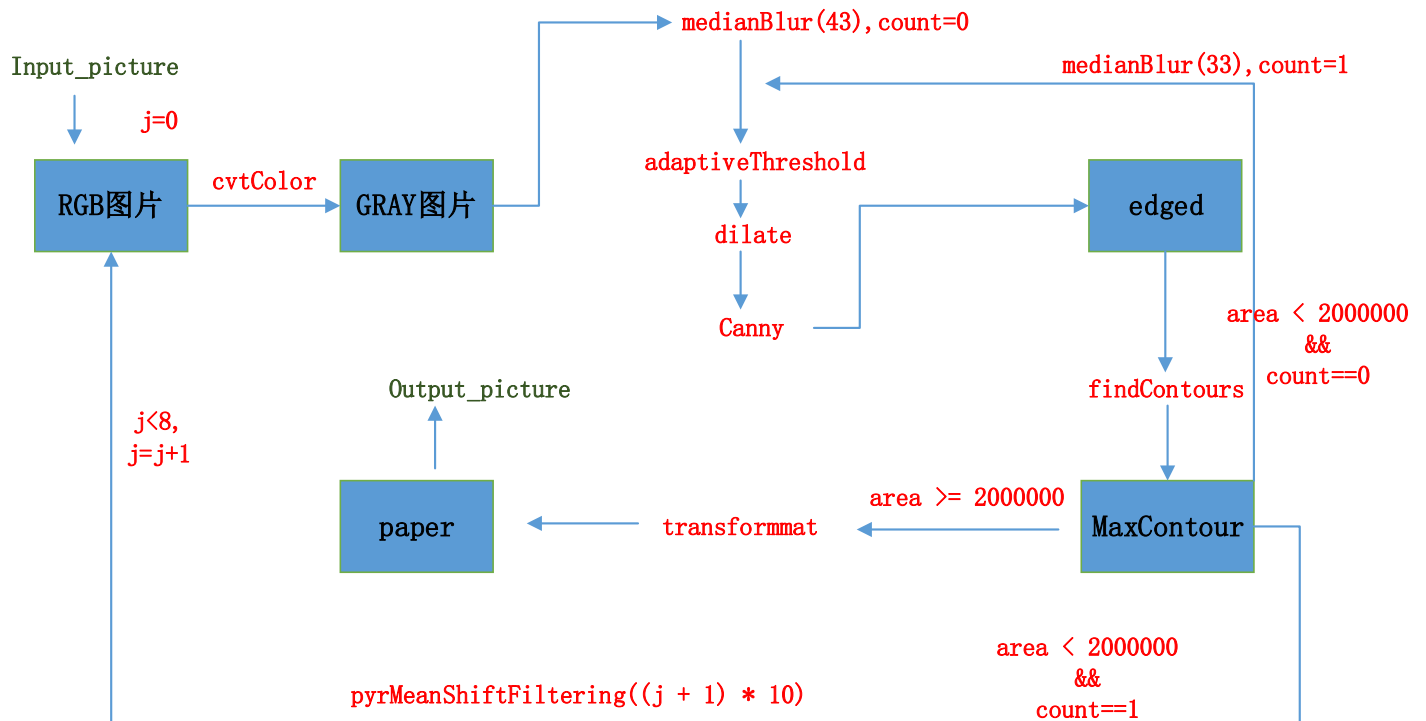 medianBlur(43),count=0
Input_picture
medianBlur(33),count=1
j=0
adaptiveThreshold
cvtColor
RGB图片
GRAY图片
edged
dilate
Canny
area < 2000000
&&
count==0
findContours
Output_picture
j<8,
j=j+1
area >= 2000000
paper
transformmat
MaxContour
area < 2000000
&&
count==1
pyrMeanShiftFiltering((j + 1) * 10)